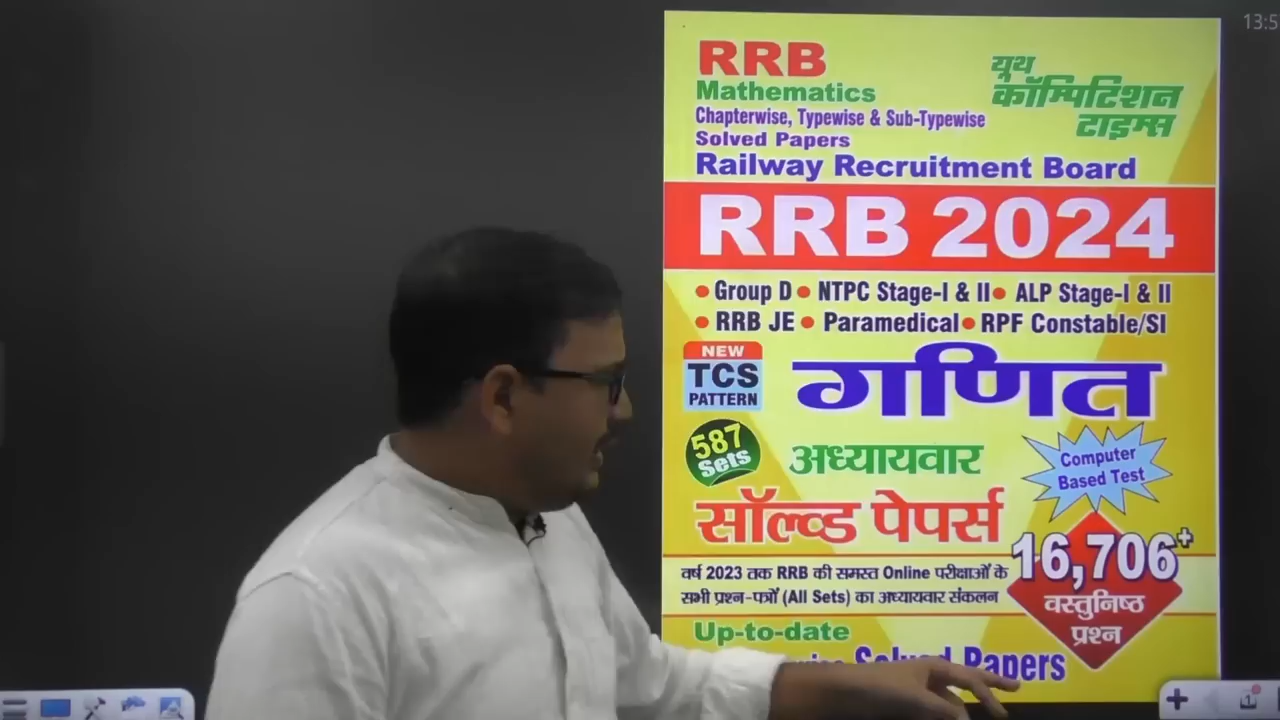 13:5
RRB
Mathematics
Chapterwise, Typewise & Sub-Typewise
Solved Papers
Railway Recruitment Board
यूथ
कॉम्पिटिशन
टाइम्स
RRB 2024
• Group D • NTPC Stage-I & II • ALP Stage-I & II
• RRB JE • Paramedical • RPF Constable/SI
NEW
TCS
PATTERN
गणित
587
Sets
अध्यायवार
Computer
Based Test
सॉल्व्ड पेपर्स
16,706+
वस्तुनिष्ठ
प्रश्न
वर्ष 2023 तक RRB की समस्त Online परीक्षाओं के
सभी प्रश्न-पत्रों (All Sets) का अध्यायवार संकलन
Up-to-date
Solved Papers
1